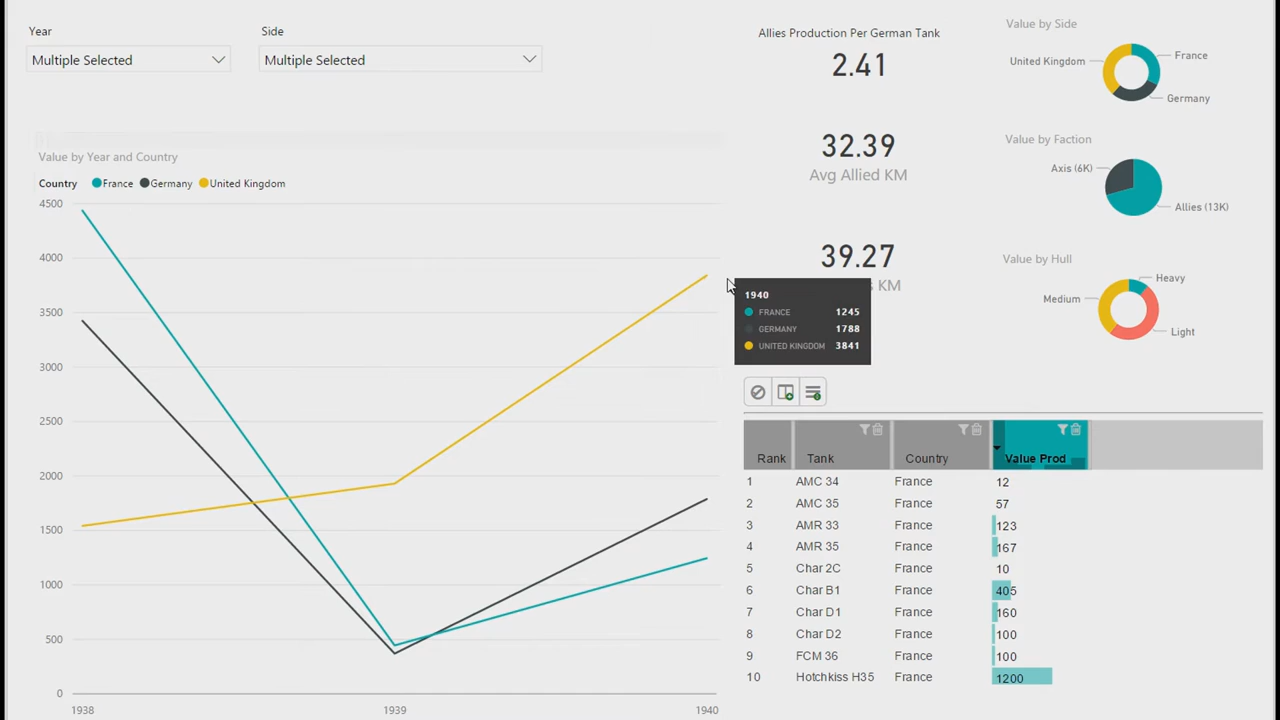 Year
Multiple Selected
Side
Multiple Selected
Value by Year and Country
Country France Germany United Kingdom
4500
4000
3500
3000
2500
2000
1500
1000
500
0
1938 1939 1940
Allies Production Per German Tank
2.41
32.39
Avg Allied KM
39.27
KM
1940
FRANCE 1245
GERMANY 1788
UNITED KINGDOM 3841
Value by Side
United Kingdom
France
Germany
Value by Faction
Axis (6K)
Allies (13K)
Value by Hull
Heavy
Medium
Light
Rank Tank Country Value Prod
1 AMC 34 France 12
2 AMC 35 France 57
3 AMR 33 France 123
4 AMR 35 France 167
5 Char 2C France 10
6 Char B1 France 405
7 Char D1 France 160
8 Char D2 France 100
9 FCM 36 France 100
10 Hotchkiss H35 France 1200